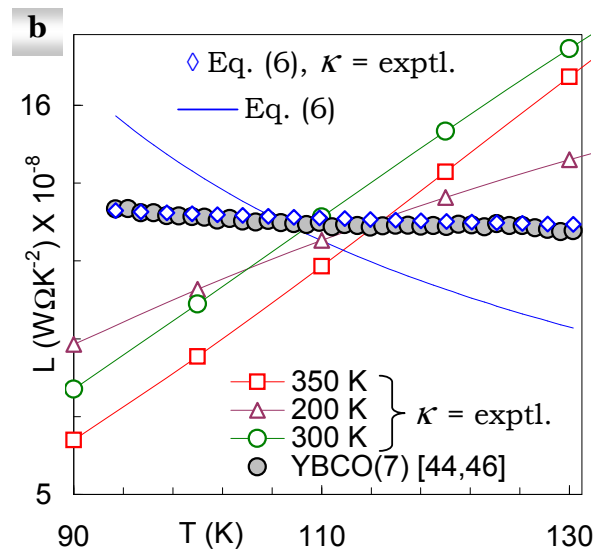 b
Eq. (6), κ = exptl.
Eq. (6)
16
L (WΩK⁻²) X 10⁻⁸
350 K
200 K
300 K
κ = exptl.
YBCO(7) [44,46]
5
90 T (K) 110 130